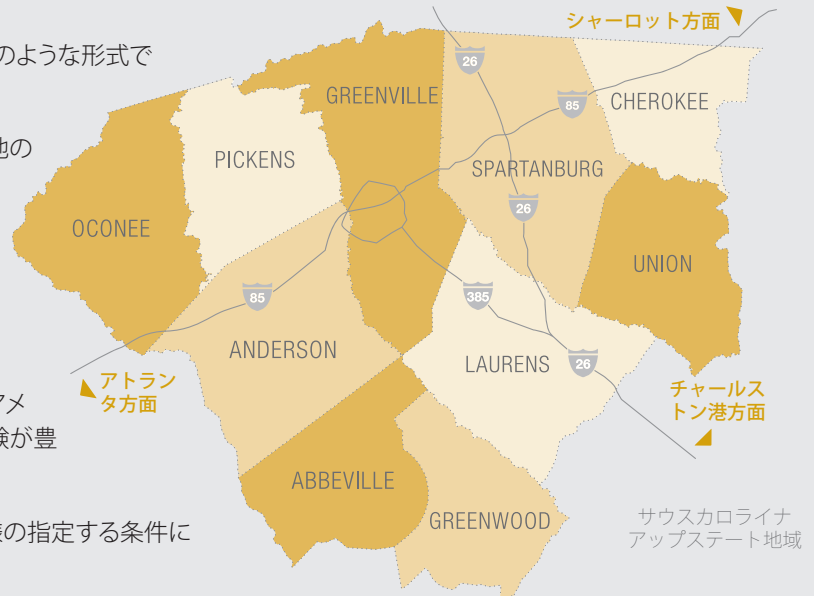 のような形式で
他の
アメ
険が豊
の指定する条件に
シャーロット方面
26
85
GREENVILLE
CHEROKEE
PICKENS
SPARTANBURG
OCONEE
26
UNION
85
385
ANDERSON
LAURENS
26
アトラン
タ方面
チャールス
トン港方面
ABBEVILLE
GREENWOOD
サウスカロライナ
アップステート地域